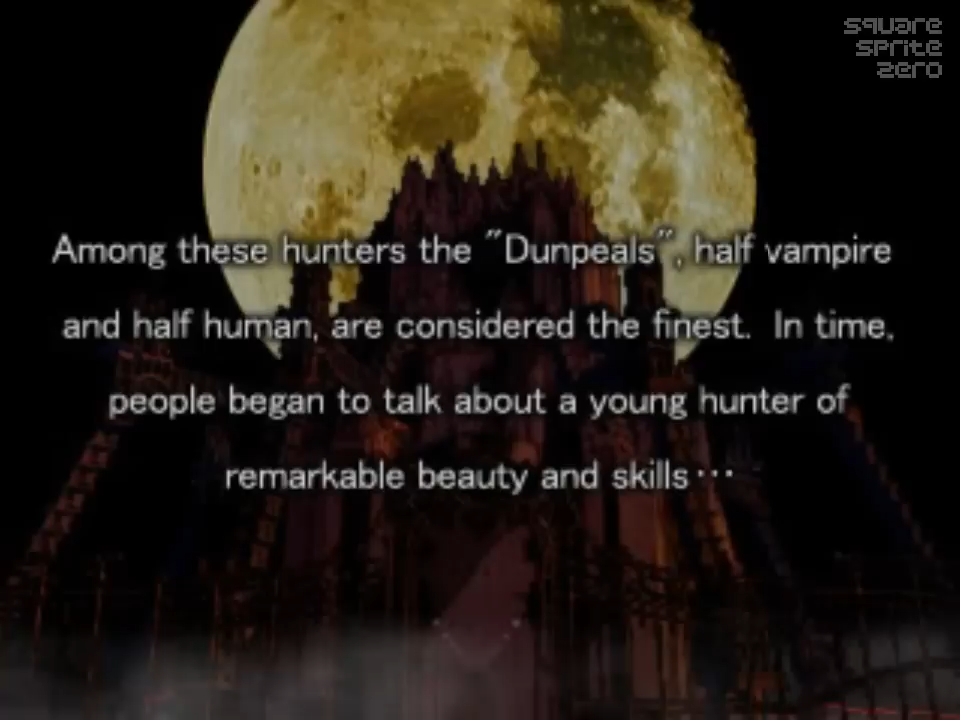 square
sprite
zero
Among these hunters the "Dunpeals", half vampire
and half human, are considered the finest. In time,
people began to talk about a young hunter of
remarkable beauty and skills···